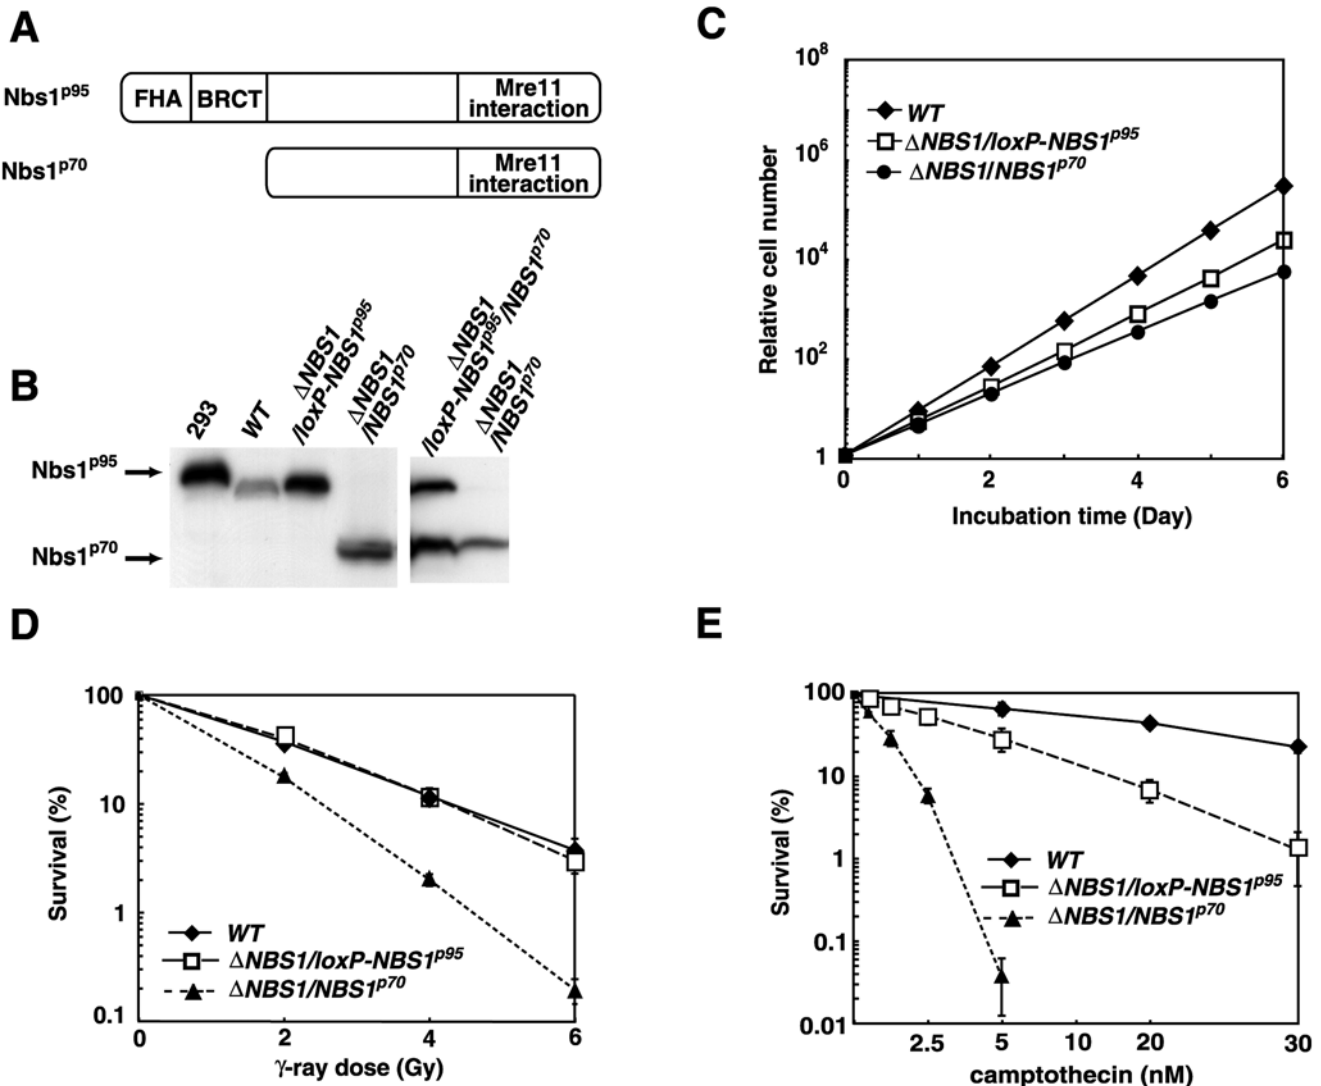 A
Nbs1p95
FHA
BRCT
Mre11
interaction
Nbs1p70
Mre11
interaction
B
293
WT
ΔNBS1
/loxP-NBS1p95
ΔNBS1
/NBS1p70
ΔNBS1
/loxP-NBS1p95/NBS1p70
ΔNBS1
/NBS1p70
Nbs1p95
Nbs1p70
C
Relative cell number
10^8
10^6
10^4
10^2
1
WT
ΔNBS1/loxP-NBS1p95
ΔNBS1/NBS1p70
0
2
4
6
Incubation time (Day)
D
Survival (%)
100
10
1
0.1
WT
ΔNBS1/loxP-NBS1p95
ΔNBS1/NBS1p70
0
2
4
6
γ-ray dose (Gy)
E
Survival (%)
100
10
1
0.1
0.01
WT
ΔNBS1/loxP-NBS1p95
ΔNBS1/NBS1p70
2.5
5
10
20
30
camptothecin (nM)